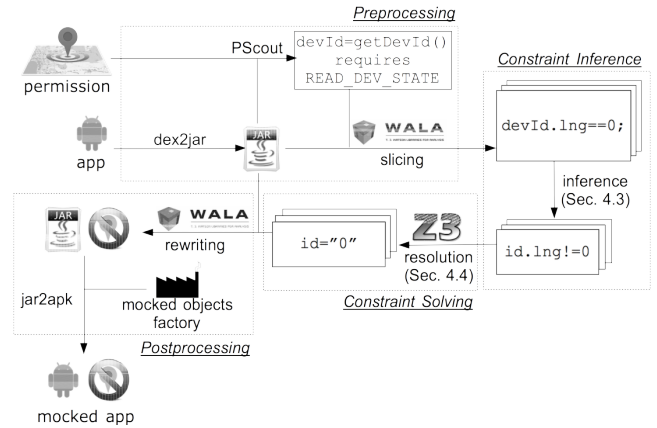 Preprocessing
PScout
devId=getDevId()
requires
READ_DEV_STATE
Constraint Inference
permission
app
dex2jar
JAR
WALA
slicing
devId.lng==0;
inference
(Sec. 4.3)
JAR
WALA
rewriting
id="0"
Z3
resolution
(Sec. 4.4)
id.lng!=0
Constraint Solving
jar2apk
mocked objects
factory
Postprocessing
mocked app